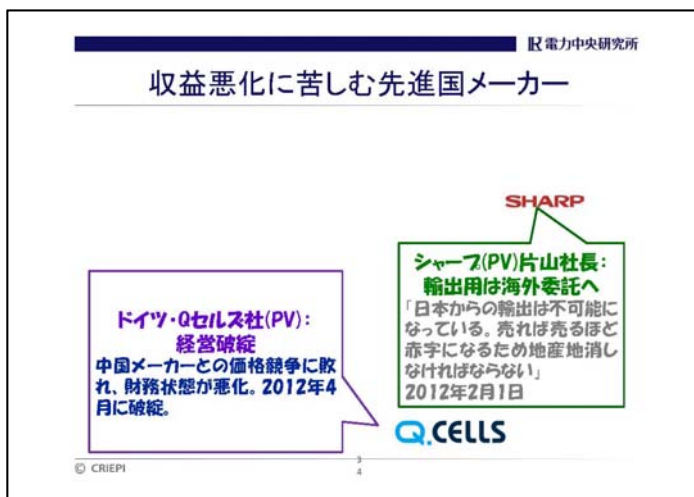 電力中央研究所
収益悪化に苦しむ先進国メーカー
SHARP
シャープ(PV)片山社長：
輸出用は海外委託へ
「日本からの輸出は不可能に
なっている。売れば売るほど
赤字になるため地産地消し
なければならない」
2012年2月1日
ドイツ・Qセルズ社(PV)：
経営破綻
中国メーカーとの価格競争に敗
れ、財務状態が悪化。2012年4
月に破綻。
Q.CELLS
© CRIEPI
3
4